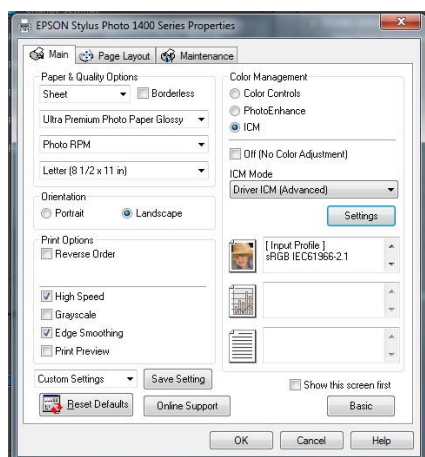 EPSON Stylus Photo 1400 Series Properties
Main
Page Layout
Maintenance
Paper & Quality Options
Sheet
Borderless
Ultra Premium Photo Paper Glossy
Photo RPM
Letter (8 1/2 x 11 in)
Orientation
Portrait
Landscape
Print Options
Reverse Order
High Speed
Grayscale
Edge Smoothing
Print Preview
Custom Settings
Save Setting
Reset Defaults
Online Support
Color Management
Color Controls
PhotoEnhance
ICM
Off (No Color Adjustment)
ICM Mode
Driver ICM (Advanced)
Settings
[ Input Profile ]
sRGB IEC61966-2.1
Show this screen first
Basic
OK
Cancel
Help